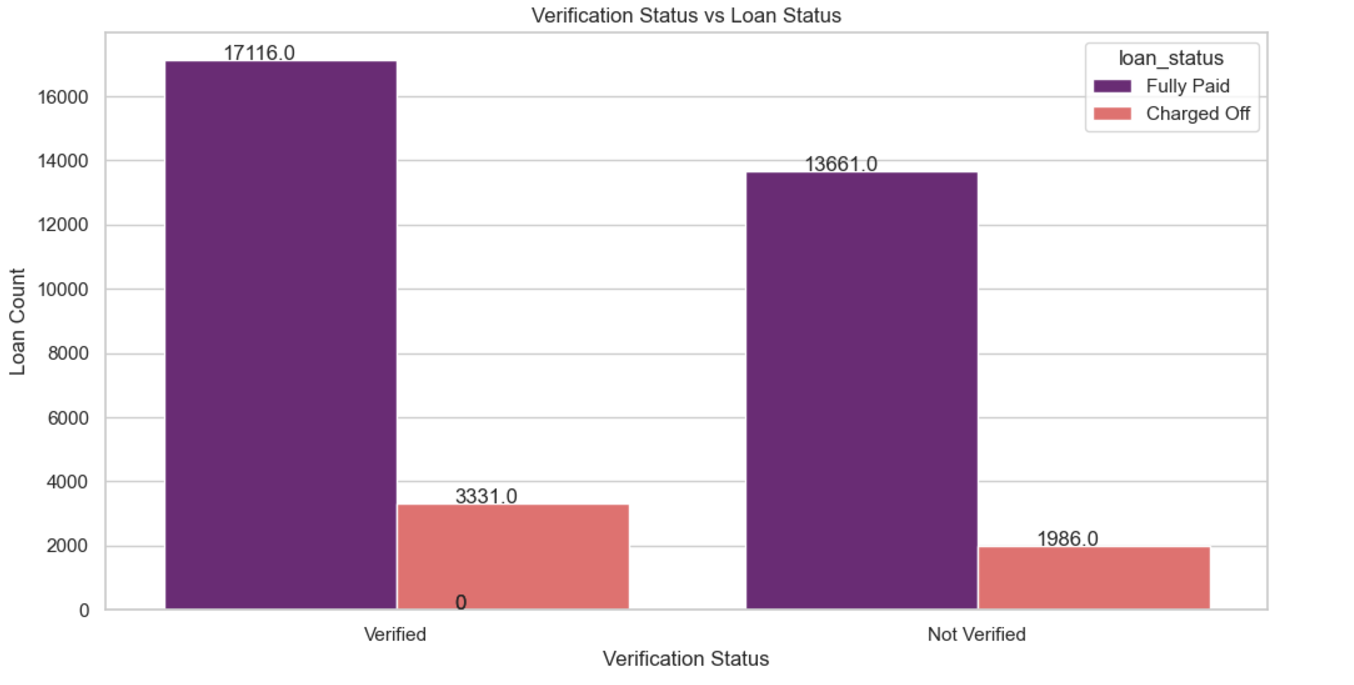 Verification Status vs Loan Status
loan_status
Fully Paid
Charged Off
Loan Count
16000
14000
12000
10000
8000
6000
4000
2000
0
17116.0
3331.0
0
13661.0
1986.0
Verified
Not Verified
Verification Status